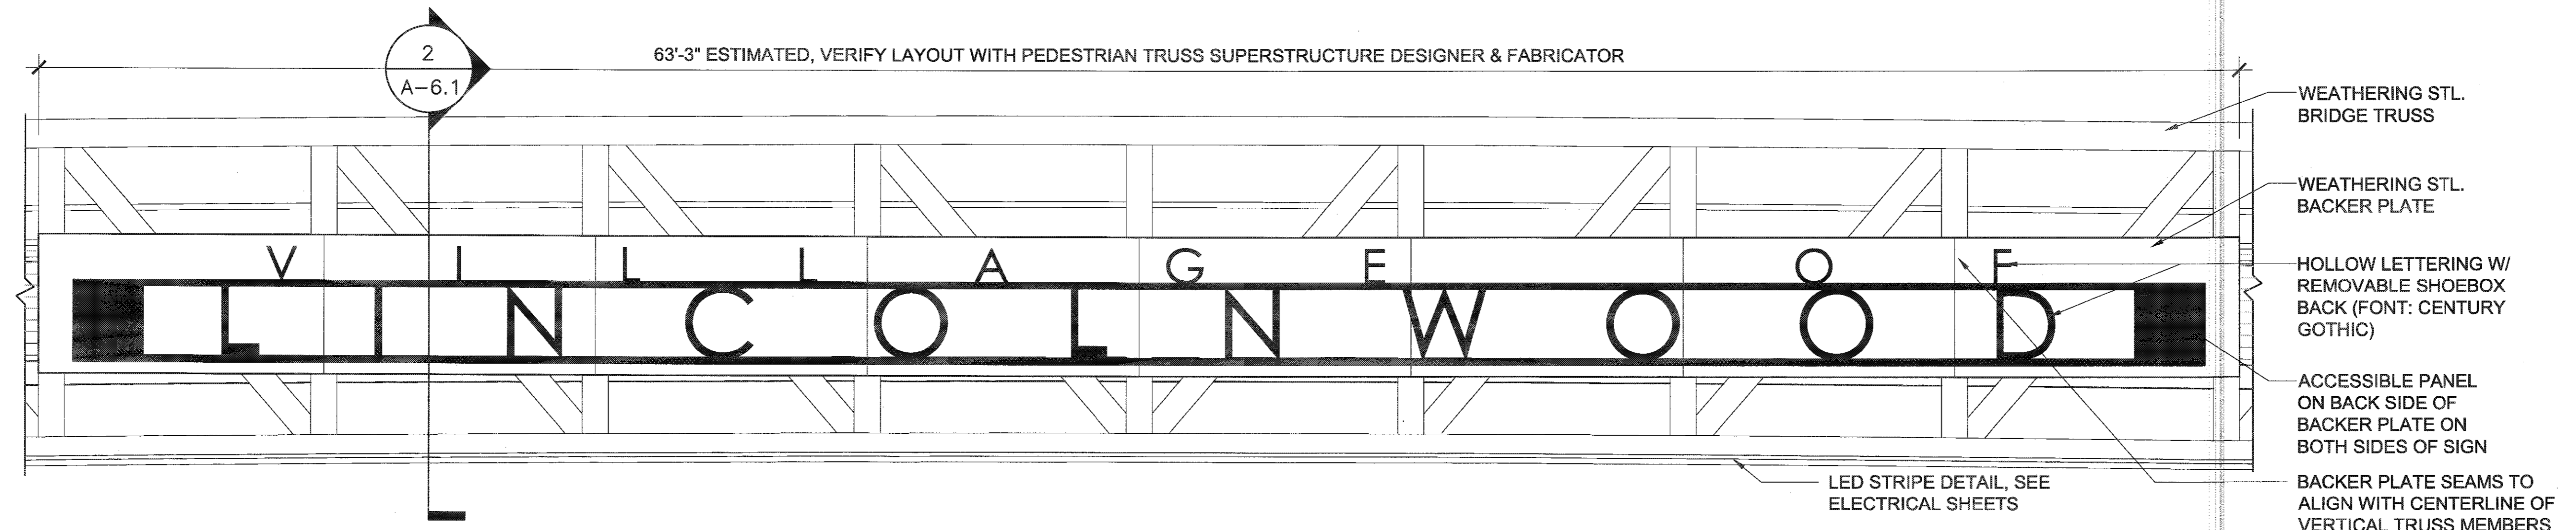 2
A-6.1
63'-3" ESTIMATED, VERIFY LAYOUT WITH PEDESTRIAN TRUSS SUPERSTRUCTURE DESIGNER & FABRICATOR
VILLAGE OF
LINCOLNWOOD
WEATHERING STL.
BRIDGE TRUSS
WEATHERING STL.
BACKER PLATE
HOLLOW LETTERING W/
REMOVABLE SHOEBOX
BACK (FONT: CENTURY
GOTHIC)
ACCESSIBLE PANEL
ON BACK SIDE OF
BACKER PLATE ON
BOTH SIDES OF SIGN
LED STRIPE DETAIL, SEE
ELECTRICAL SHEETS
BACKER PLATE SEAMS TO
ALIGN WITH CENTERLINE OF
VERTICAL TRUSS MEMBERS